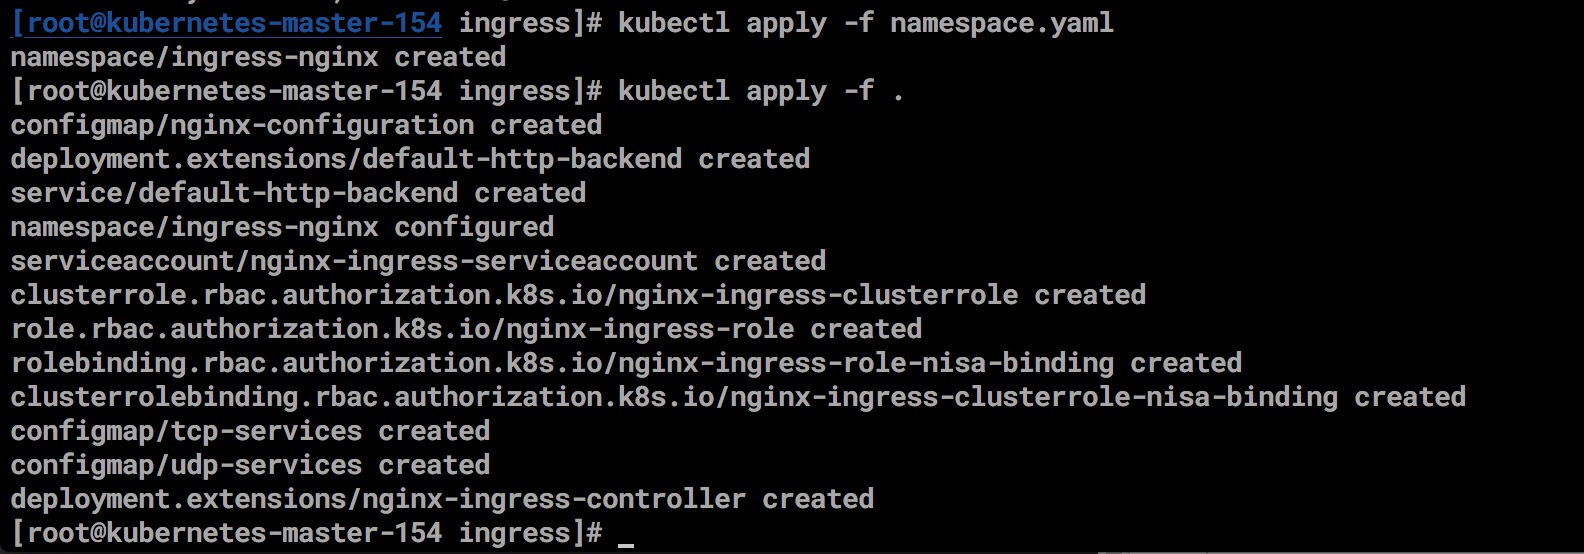 [root@kubernetes-master-154 ingress]# kubectl apply -f namespace.yaml
namespace/ingress-nginx created
[root@kubernetes-master-154 ingress]# kubectl apply -f .
configmap/nginx-configuration created
deployment.extensions/default-http-backend created
service/default-http-backend created
namespace/ingress-nginx configured
serviceaccount/nginx-ingress-serviceaccount created
clusterrole.rbac.authorization.k8s.io/nginx-ingress-clusterrole created
role.rbac.authorization.k8s.io/nginx-ingress-role created
rolebinding.rbac.authorization.k8s.io/nginx-ingress-role-nisa-binding created
clusterrolebinding.rbac.authorization.k8s.io/nginx-ingress-clusterrole-nisa-binding created
configmap/tcp-services created
configmap/udp-services created
deployment.extensions/nginx-ingress-controller created
[root@kubernetes-master-154 ingress]# _